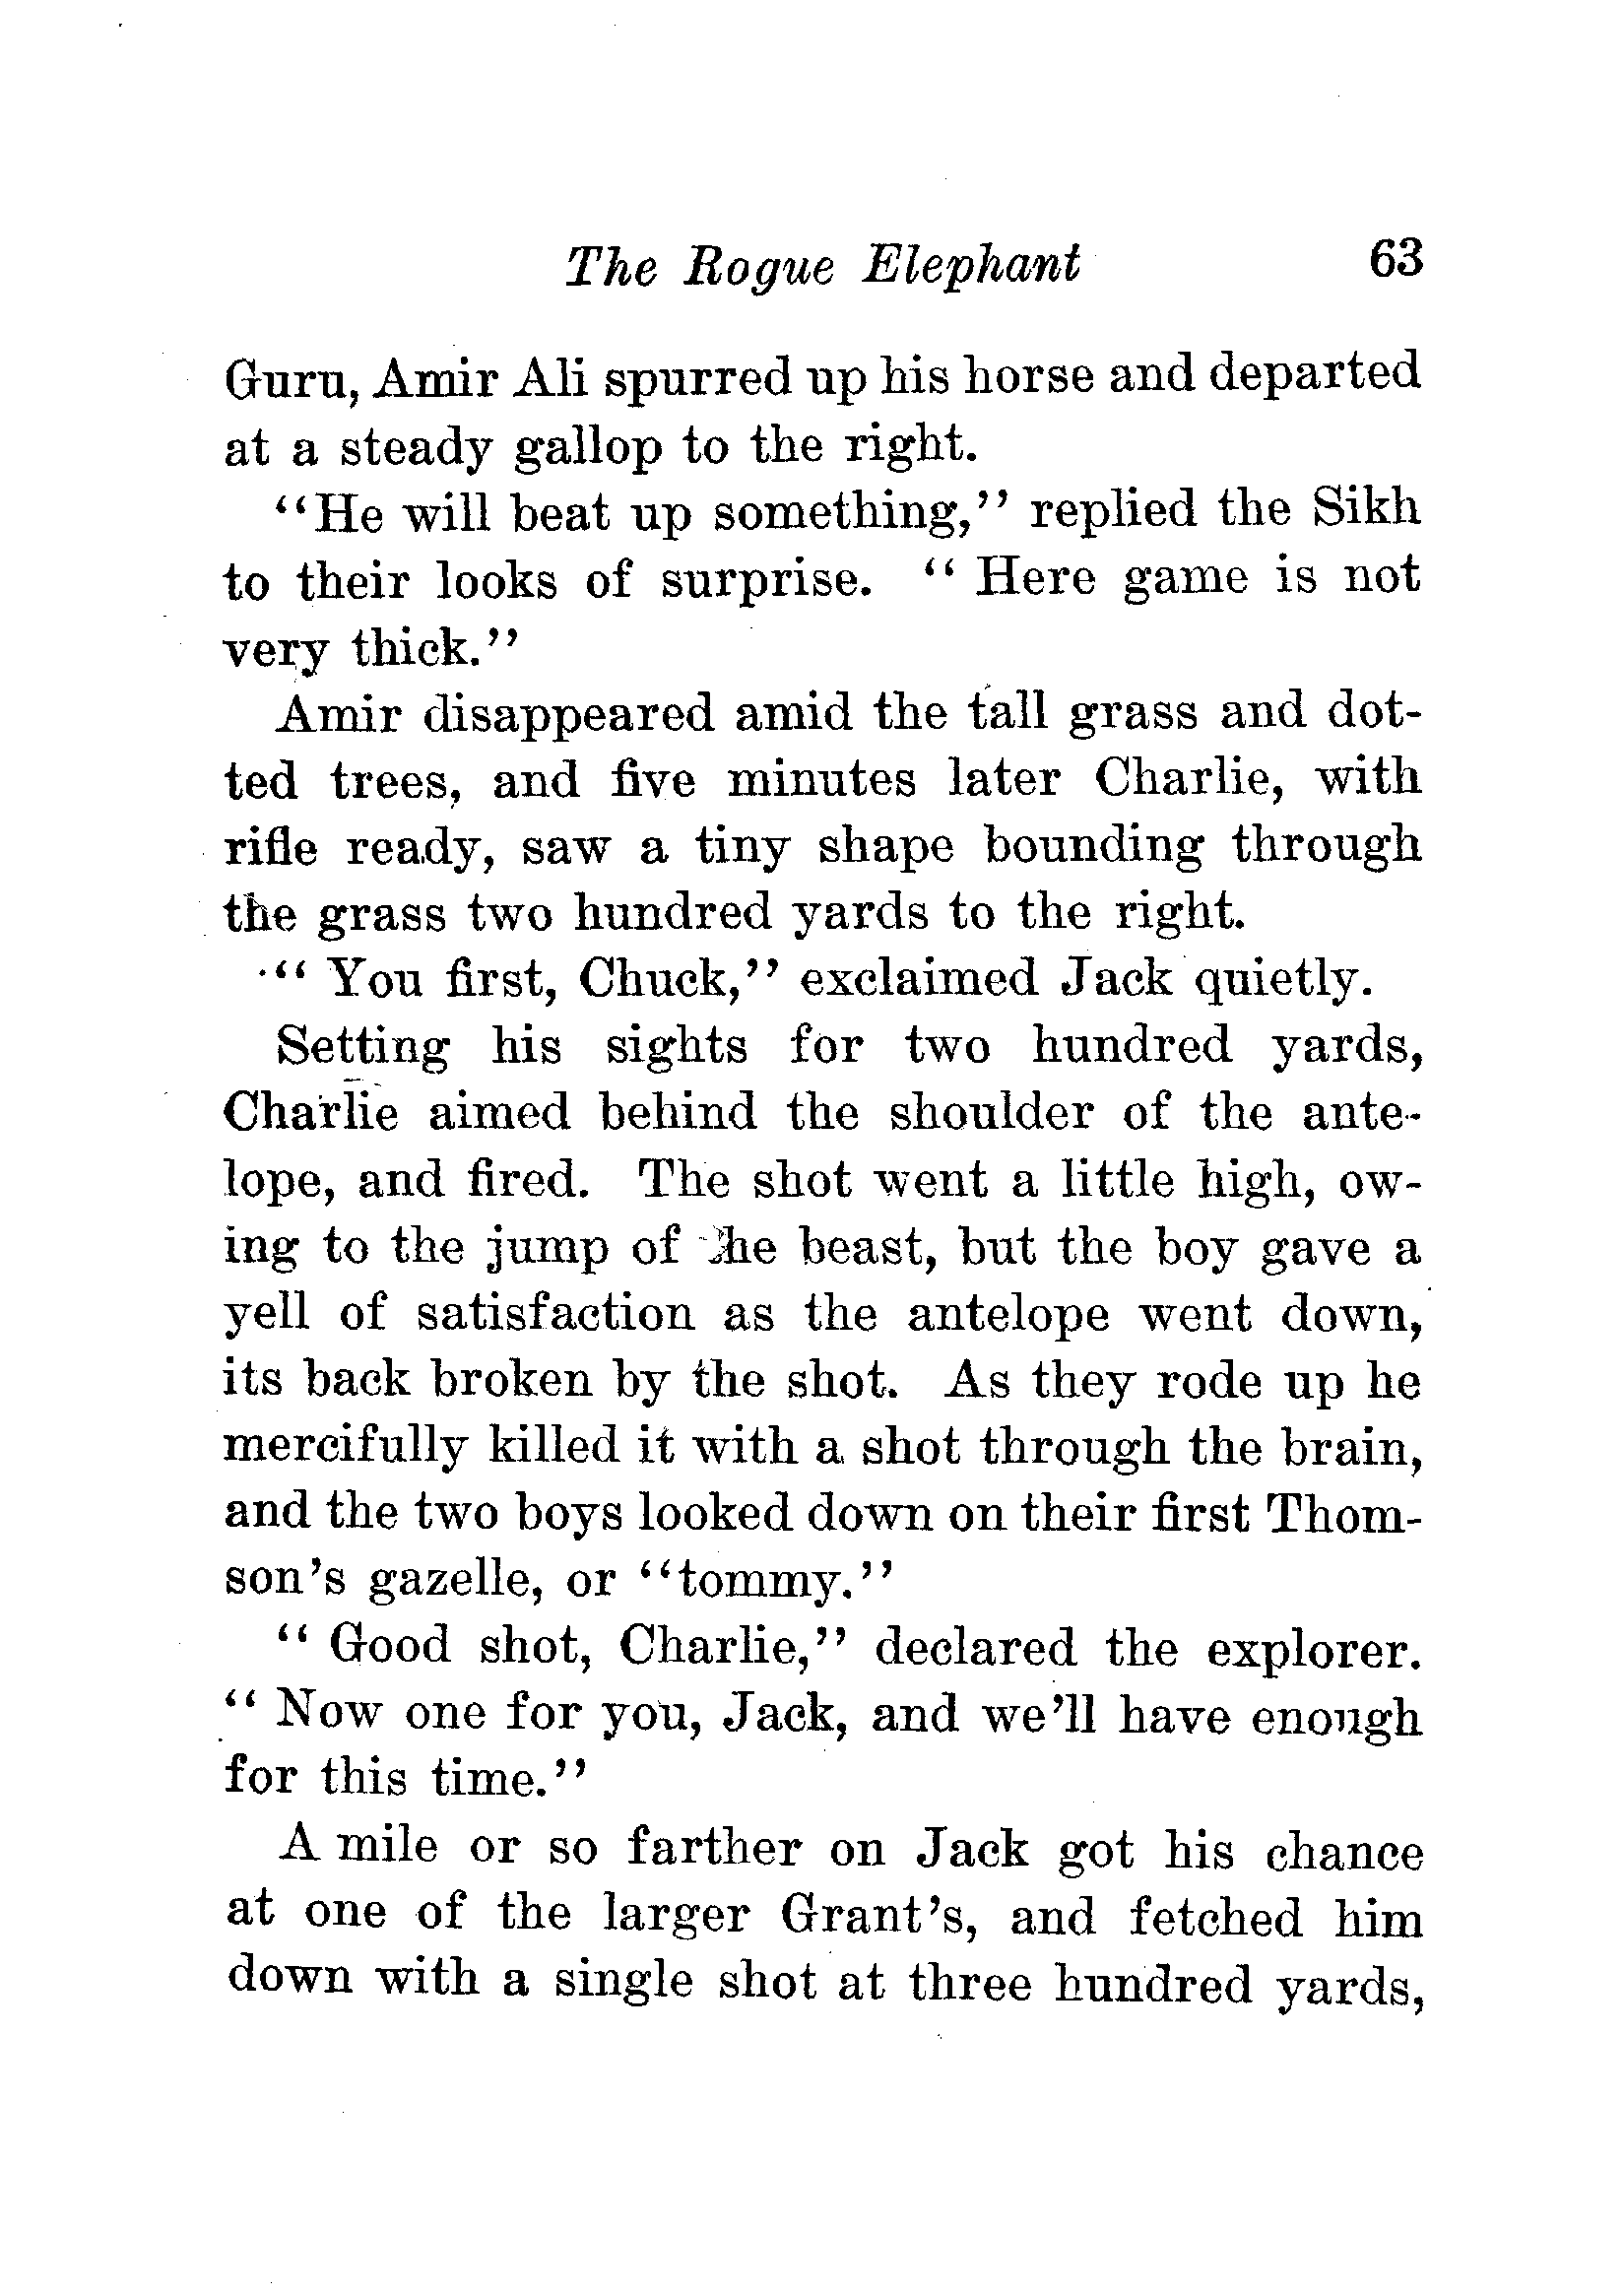 The Rogue Elephant 63
Guru, Amir Ali spurred up his horse and departed
at a steady gallop to the right.
"He will beat up something," replied the Sikh
to their looks of surprise. "Here game is not
very thick."
Amir disappeared amid the tall grass and dot-
ted trees, and five minutes later Charlie, with
rifle ready, saw a tiny shape bounding through
the grass two hundred yards to the right.
"You first, Chuck," exclaimed Jack quietly.
Setting his sights for two hundred yards,
Charlie aimed behind the shoulder of the ante-
lope, and fired. The shot went a little high, ow-
ing to the jump of the beast, but the boy gave a
yell of satisfaction as the antelope went down,
its back broken by the shot. As they rode up he
mercifully killed it with a shot through the brain,
and the two boys looked down on their first Thom-
son's gazelle, or "tommy."
"Good shot, Charlie," declared the explorer.
"Now one for you, Jack, and we'll have enough
for this time."
A mile or so farther on Jack got his chance
at one of the larger Grant's, and fetched him
down with a single shot at three hundred yards,